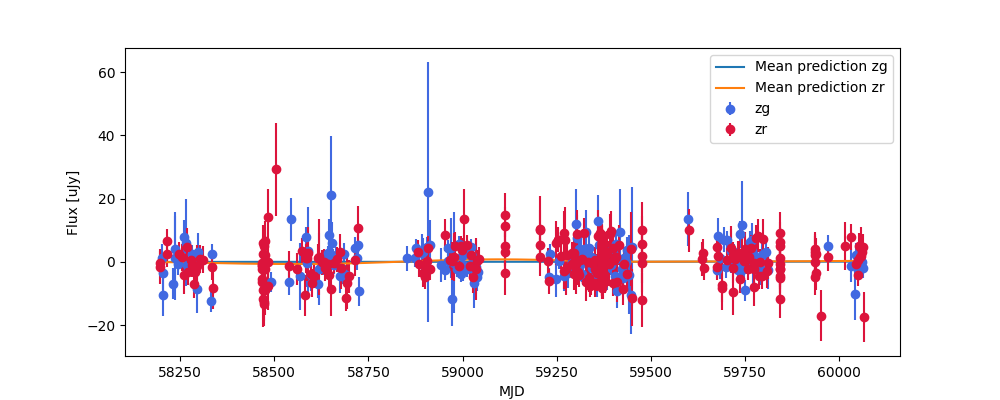 60
40
20
0
−20
Flux [uJy]
58250 58500 58750 59000 59250 59500 59750 60000
MJD
Mean prediction zg
Mean prediction zr
zg
zr